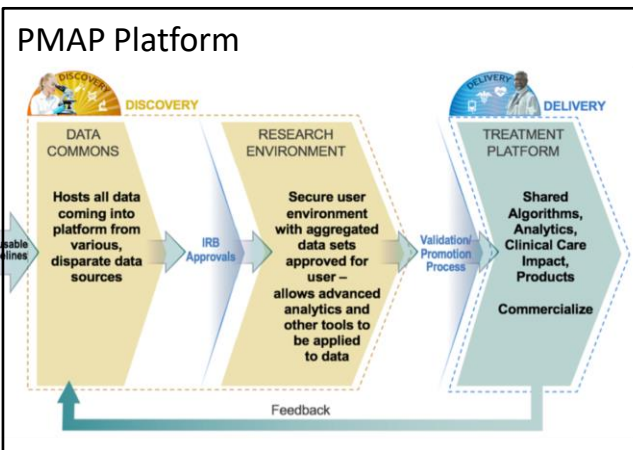 PMAP Platform
DISCOVERY
DISCOVERY
DELIVERY
DELIVERY
DATA
COMMONS
Hosts all data
coming into
platform from
various,
disparate data
sources
IRB
Approvals
RESEARCH
ENVIRONMENT
Secure user
environment
with aggregated
data sets
approved for
user –
allows advanced
analytics and
other tools to
be applied
to data
Validation/
Promotion
Process
TREATMENT
PLATFORM
Shared
Algorithms,
Analytics,
Clinical Care
Impact,
Products
Commercialize
Feedback